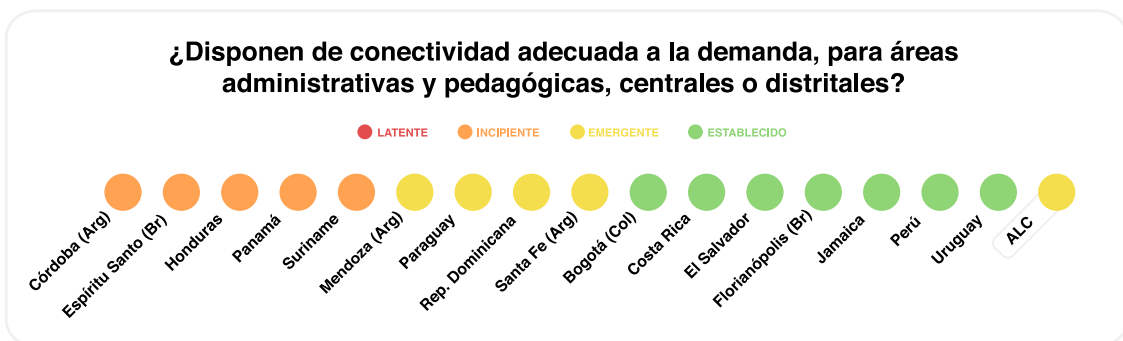 ¿Disponen de conectividad adecuada a la demanda, para áreas
administrativas y pedagógicas, centrales o distritales?
LATENTE
INCIPIENTE
EMERGENTE
ESTABLECIDO
Córdoba (Arg)
Espíritu Santo (Br)
Honduras
Panamá
Suriname
Mendoza (Arg)
Paraguay
Rep. Dominicana
Santa Fe (Arg)
Bogotá (Col)
Costa Rica
El Salvador
Florianópolis (Br)
Jamaica
Perú
Uruguay
ALC